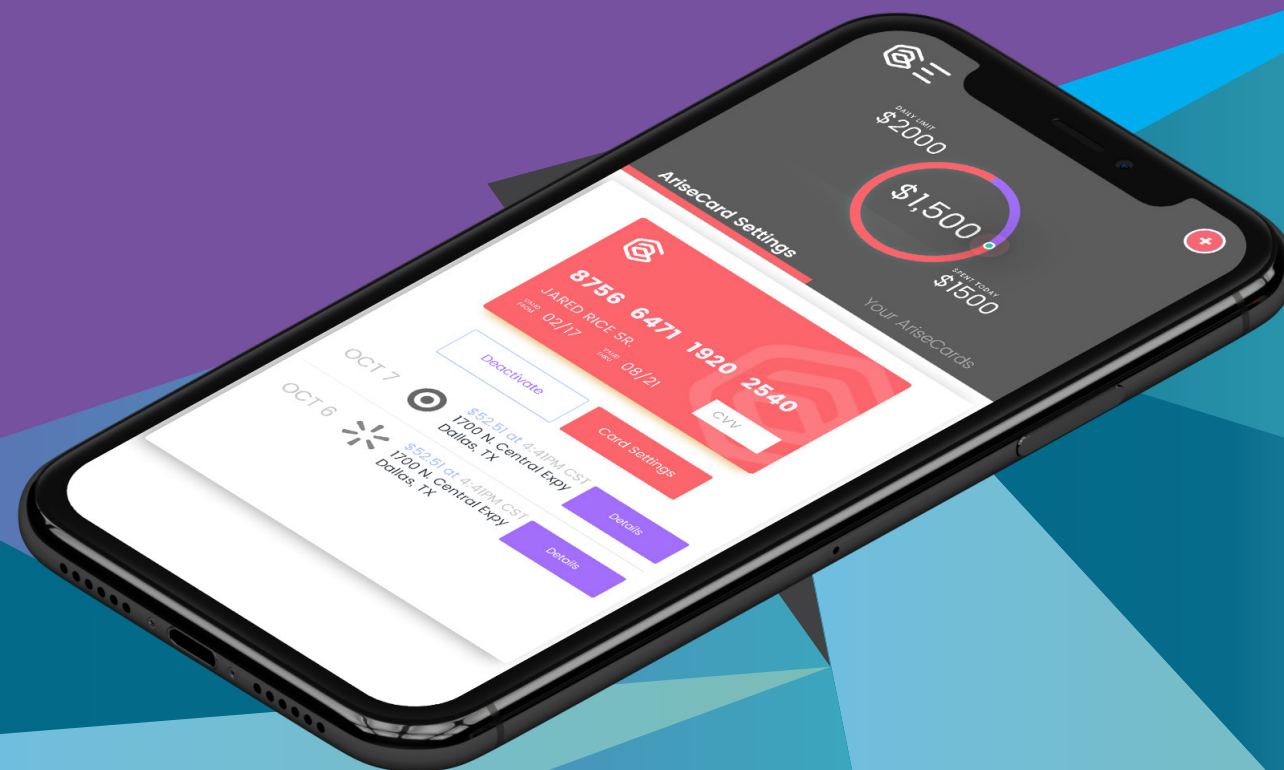 DAILY LIMIT
$2000
$1,500
SPENT TODAY
$1500
AriseCard Settings
Your AriseCards
8756 6471 1920 2540
JARED RICE SR.
VALID FROM 02/17
VALID THRU 08/21
CVV
Deactivate
Card Settings
OCT 7
$52.51 at 4:41PM CST
1700 N. Central Expy
Dallas, TX
Details
OCT 6
$52.51 at 4:41PM CST
1700 N. Central Expy
Dallas, TX
Details